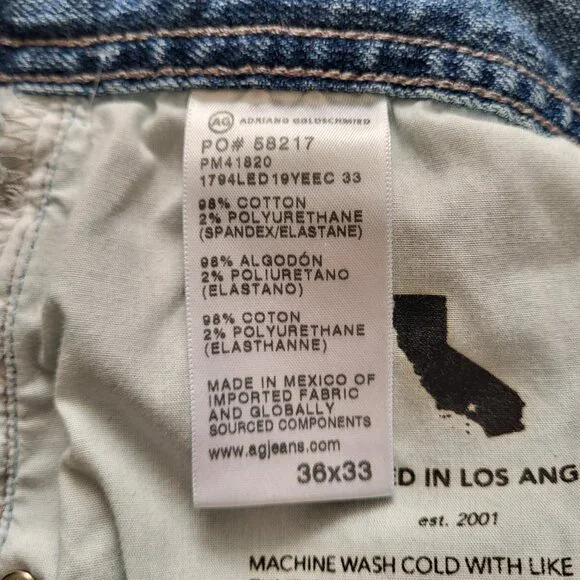 AG ADRIANO GOLDSCHMIED
PO# 58217
PM41820
1794LED19YEEC 33
98% COTTON
2% POLYURETHANE
(SPANDEX/ELASTANE)
98% ALGODÓN
2% POLIURETANO
(ELASTANO)
98% COTON
2% POLYURETHANE
(ELASTHANNE)
MADE IN MEXICO OF
IMPORTED FABRIC
AND GLOBALLY
SOURCED COMPONENTS
www.agjeans.com
36x33
ED IN LOS ANG
est. 2001
MACHINE WASH COLD WITH LIKE